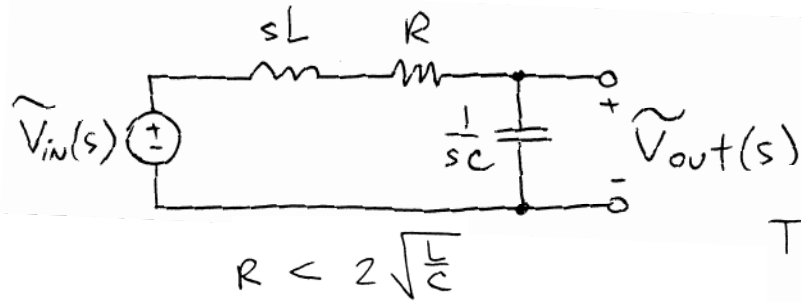 sL R
+
-
Ṽin(s)
1/sC
+
Ṽout(s)
-
T
R < 2√(L/C)